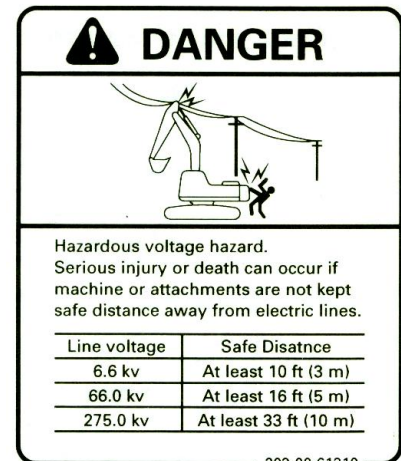 DANGER
Hazardous voltage hazard.
Serious injury or death can occur if
machine or attachments are not kept
safe distance away from electric lines.
Line voltage Safe Disatnce
6.6 kv At least 10 ft (3 m)
66.0 kv At least 16 ft (5 m)
275.0 kv At least 33 ft (10 m)